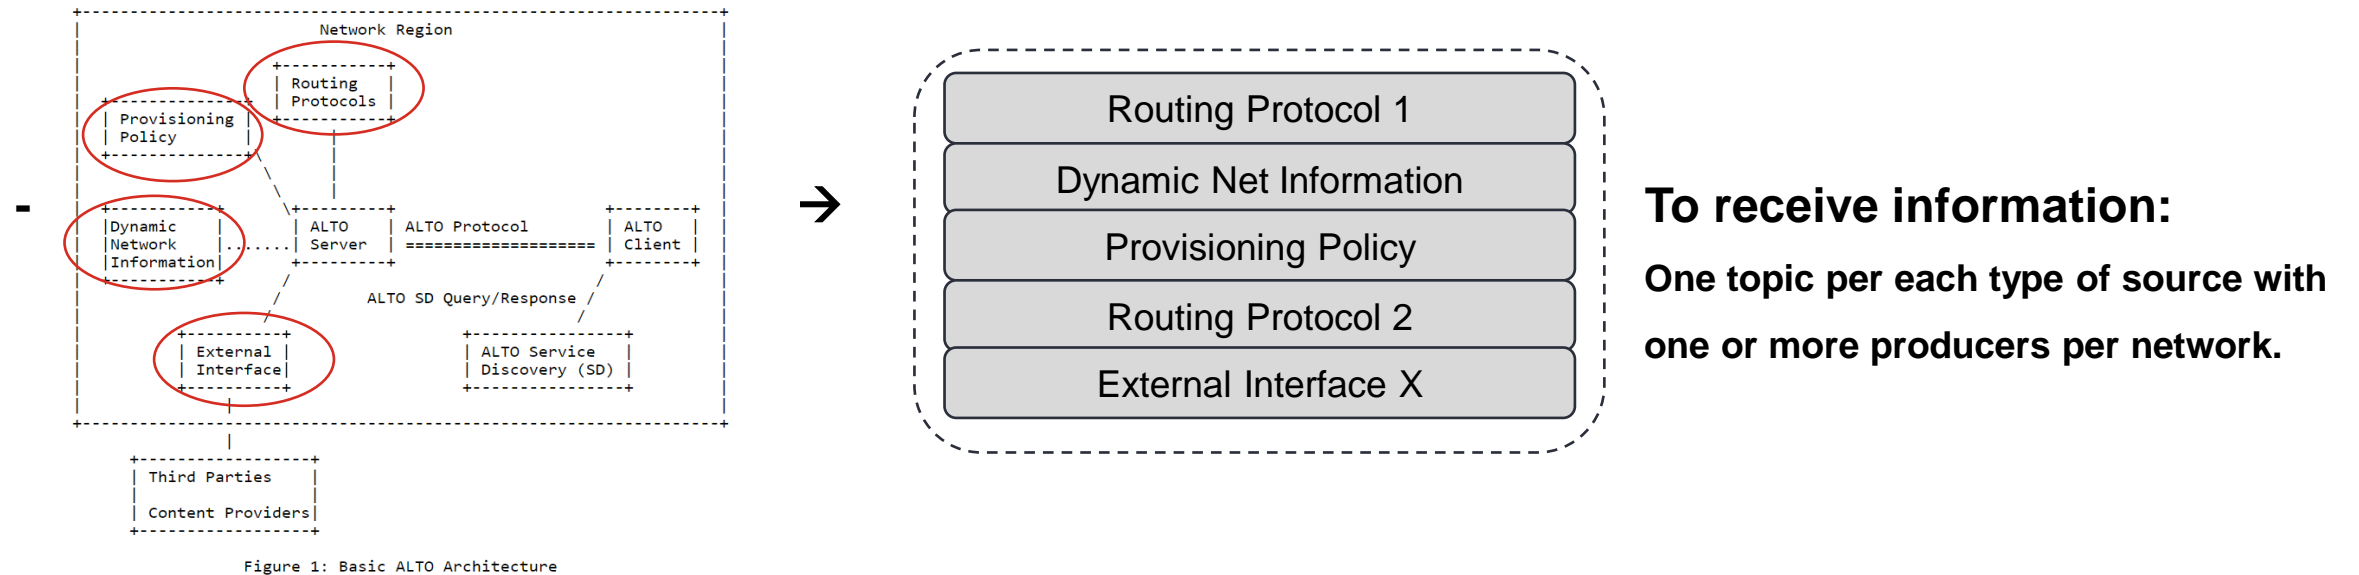 Network Region
Routing
Protocols
Provisioning
Policy
Dynamic
Network
Information
ALTO
Server
ALTO Protocol
=====================
ALTO
Client
ALTO SD Query/Response
External
Interface
ALTO Service
Discovery (SD)
Third Parties
Content Providers
Figure 1: Basic ALTO Architecture
-
→
Routing Protocol 1
Dynamic Net Information
Provisioning Policy
Routing Protocol 2
External Interface X
To receive information:
One topic per each type of source with
one or more producers per network.